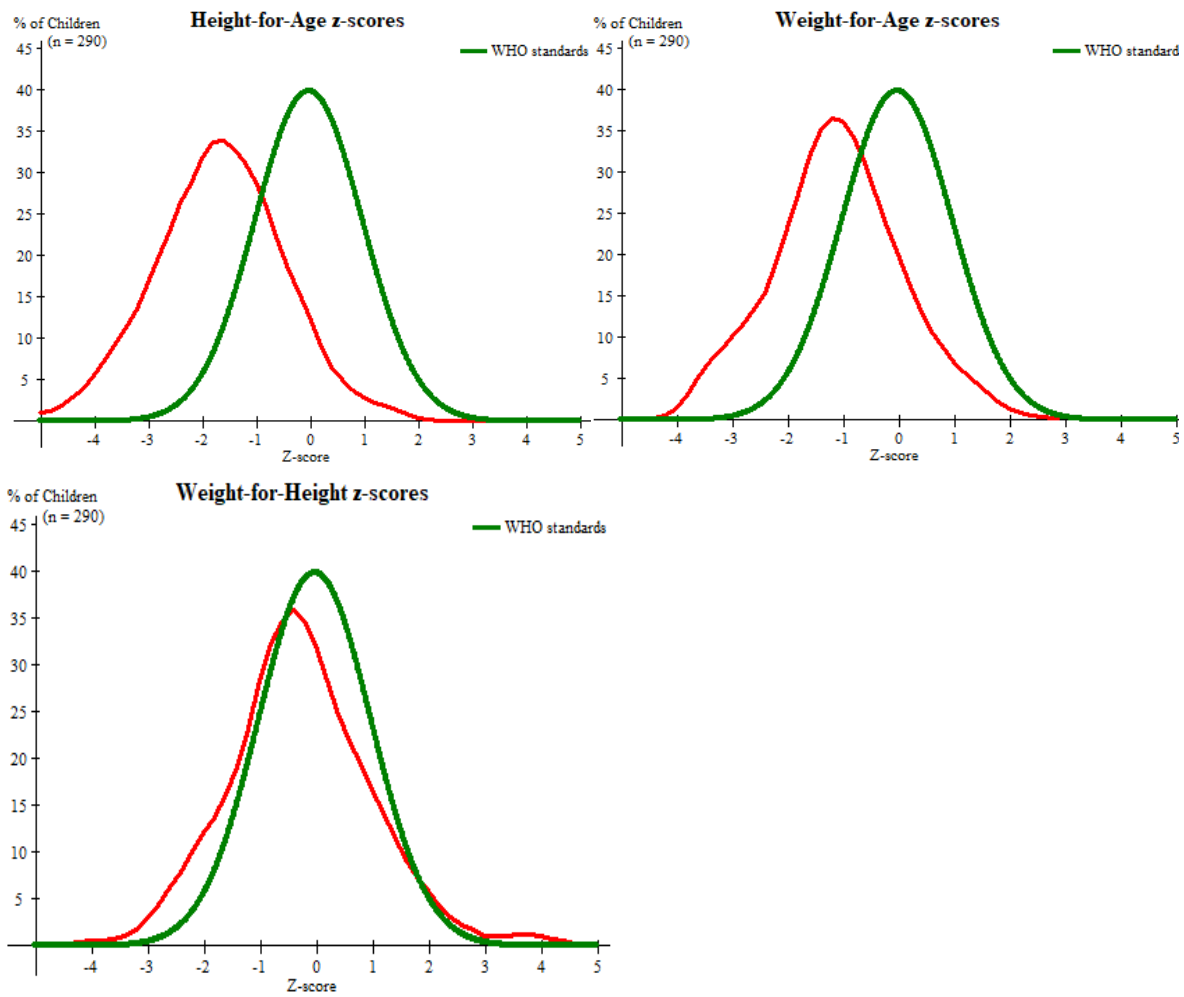 Height-for-Age z-scores
% of Children
(n = 290)
WHO standards
45
40
35
30
25
20
15
10
5
-4 -3 -2 -1 0 1 2 3 4 5
Z-score
Weight-for-Age z-scores
% of Children
(n = 290)
WHO standard
45
40
35
30
25
20
15
10
5
-4 -3 -2 -1 0 1 2 3 4 5
Z-score
Weight-for-Height z-scores
% of Children
(n = 290)
WHO standards
45
40
35
30
25
20
15
10
5
-4 -3 -2 -1 0 1 2 3 4 5
Z-score